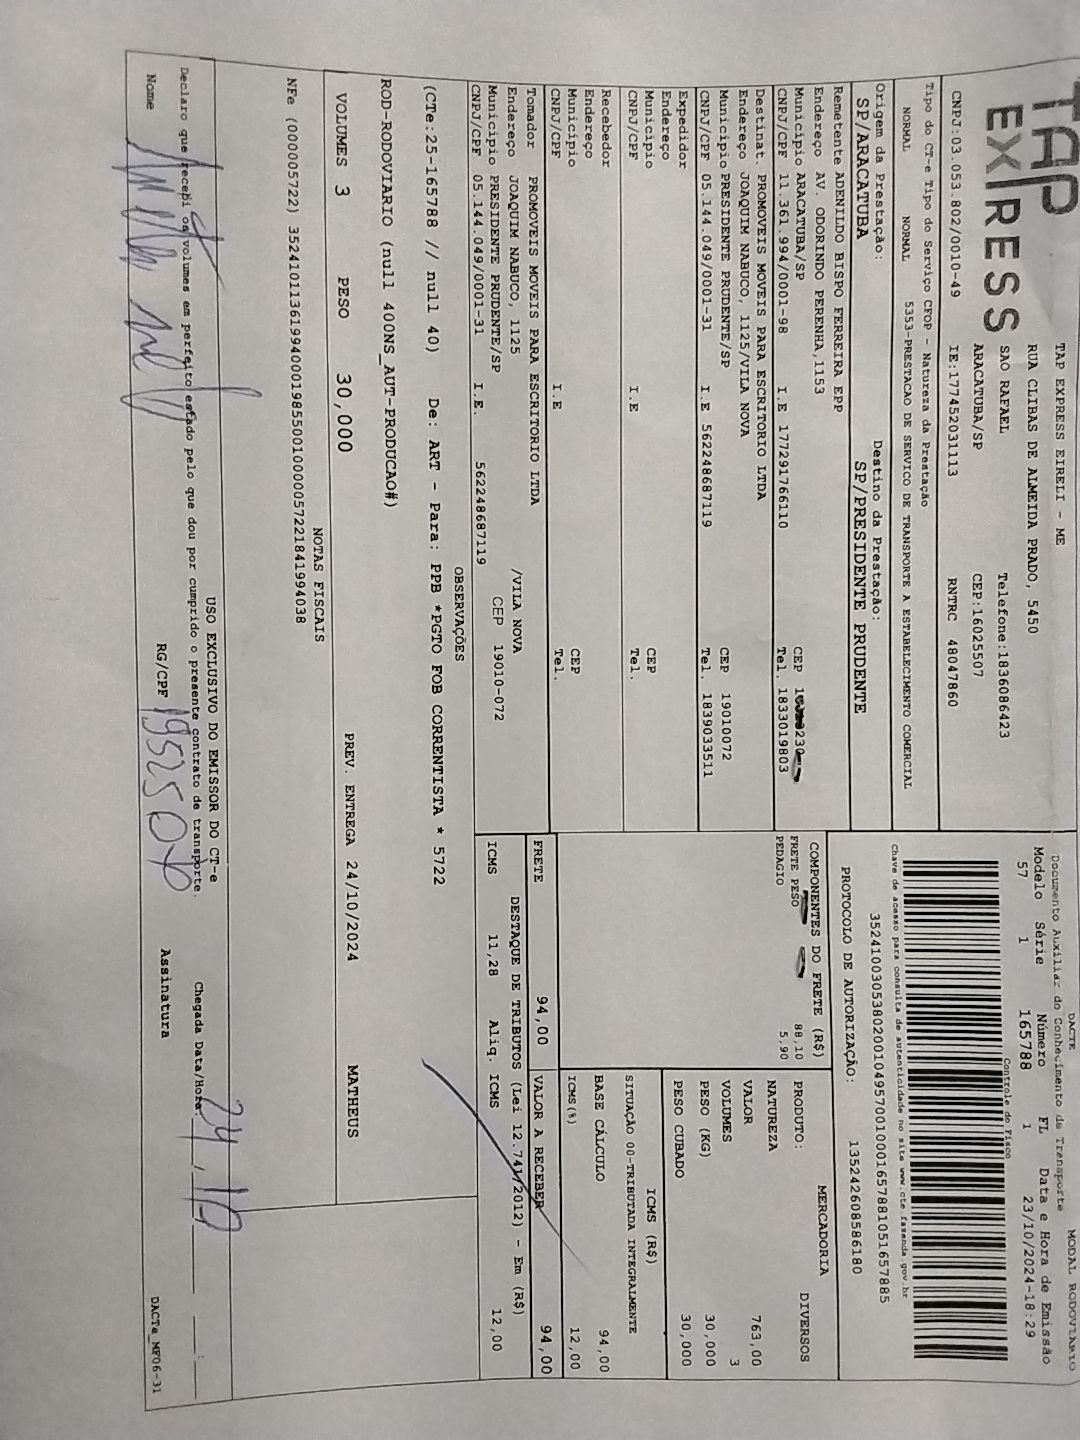 TAP
EXPRESS
TAP EXPRESS EIRELI - ME
RUA CLIBAS DE ALMEIDA PRADO, 5450
SAO RAFAEL Telefone:1836086423
ARACATUBA/SP CEP:16025507
CNPJ:03.053.802/0010-49 IE:177452031113 RNTRC 48047860
Tipo do CT-e Tipo do Serviço CFOP - Natureza da Prestação
NORMAL NORMAL 5353-PRESTACAO DE SERVICO DE TRANSPORTE A ESTABELECIMENTO COMERCIAL
Origem da Prestação: Destino da Prestação:
SP/ARACATUBA SP/PRESIDENTE PRUDENTE
Remetente ADENILDO BISPO FERREIRA EPP
Endereço AV. ODORINDO PERENHA,1153
Município ARACATUBA/SP CEP
CNPJ/CPF 11.361.994/0001-98 I.E 177291766110 Tel. 1833019803
Destinat. PROMOVEIS MOVEIS PARA ESCRITORIO LTDA
Endereço JOAQUIM NABUCO, 1125/VILA NOVA
Município PRESIDENTE PRUDENTE/SP CEP 19010072
CNPJ/CPF 05.144.049/0001-31 I.E 562248687119 Tel. 1839033511
Expedidor
Endereço
Município CEP
CNPJ/CPF I.E Tel.
Recebedor
Endereço
Município CEP
CNPJ/CPF I.E Tel.
Tomador PROMOVEIS MOVEIS PARA ESCRITORIO LTDA
Endereço JOAQUIM NABUCO, 1125 /VILA NOVA
Município PRESIDENTE PRUDENTE/SP CEP 19010-072
CNPJ/CPF 05.144.049/0001-31 I.E. 562248687119
DACTE MODAL RODOVIARIO
Documento Auxiliar do Conhecimento de Transporte
Modelo Série Número FL Data e Hora de Emissão
57 1 165788 1 23/10/2024-18:29
Controle do Fisco
Chave de acesso para consulta de autenticidade no site www.cte.fazenda.gov.br
35241003053802001049570010001657881051657885
PROTOCOLO DE AUTORIZAÇÃO: 135242608586180
COMPONENTES DO FRETE (R$)
FRETE PESO 88,10
PEDAGIO 5,90
MERCADORIA
PRODUTO: DIVERSOS
NATUREZA
VALOR 763,00
VOLUMES 3
PESO (KG) 30,000
PESO CUBADO 30,000
ICMS (R$)
SITUAÇÃO 00-TRIBUTADA INTEGRALMENTE
BASE CÁLCULO 94,00
ICMS(%) 12,00
FRETE 94,00 VALOR A RECEBER 94,00
DESTAQUE DE TRIBUTOS (Lei 12.741/2012) - Em (R$)
ICMS 11,28 Aliq. ICMS 12,00
OBSERVAÇÕES
(CTe:25-165788 // null 40) De: ART - Para: PPB *PGTO FOB CORRENTISTA * 5722
ROD-RODOVIARIO (null 400NS_AUT-PRODUCAO#)
VOLUMES 3 PESO 30,000 PREV. ENTREGA 24/10/2024 MATHEUS
NOTAS FISCAIS
NFe (000005722) 35241011361994000198550010000057221841994038
USO EXCLUSIVO DO EMISSOR DO CT-e
Declaro que recebi os volumes em perfeito estado pelo que dou por cumprido o presente contrato de transporte.
Chegada Data/Hora 24/10
Nome RG/CPF Assinatura
DACTe_MF06-31